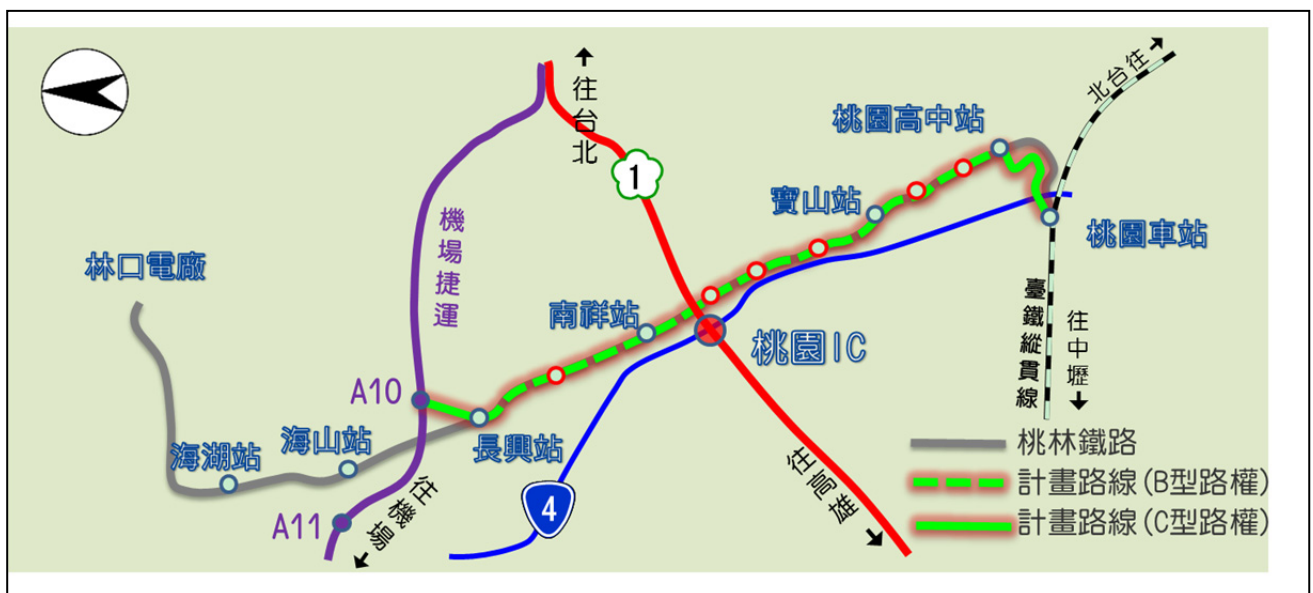 往台北
北台往
桃園高中站
1
寶山站
桃園車站
機場捷運
林口電廠
南祥站
桃園IC
臺鐵縱貫線
往中壢
A10
海山站
長興站
海湖站
往機場
往高雄
4
A11
桃林鐵路
計畫路線(B型路權)
計畫路線(C型路權)